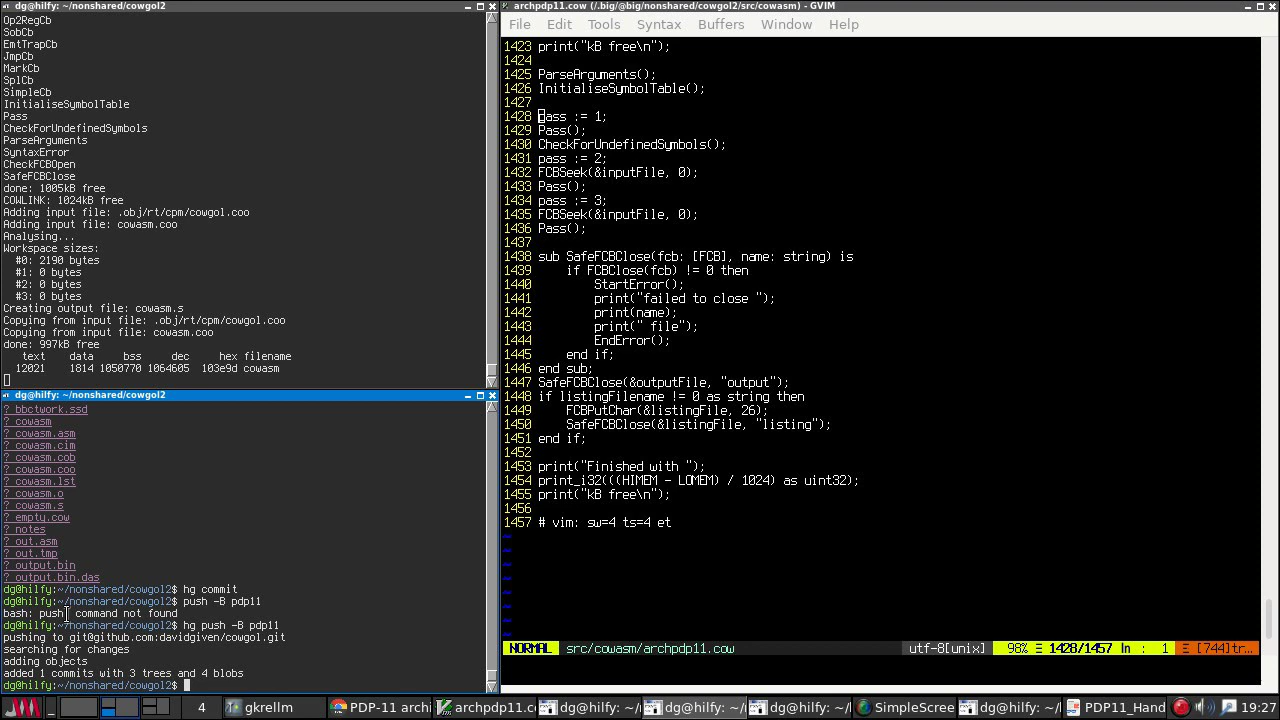 dg@hilfy: ~/nonshared/cowgol2
Op2RegCb
SobCb
EmtTrapCb
JmpCb
MarkCb
SplCb
SimpleCb
InitialiseSymbolTable
Pass
CheckForUndefinedSymbols
ParseArguments
SyntaxError
CheckFCBOpen
SafeFCBClose
done: 1005kB free
COWLINK: 1024kB free
Adding input file: .obj/rt/cpm/cowgol.coo
Adding input file: cowasm.coo
Analysing...
Workspace sizes:
#0: 2190 bytes
#1: 0 bytes
#2: 0 bytes
#3: 0 bytes
Creating output file: cowasm.s
Copying from input file: .obj/rt/cpm/cowgol.coo
Copying from input file: cowasm.coo
done: 997kB free
text data bss dec hex filename
12021 1814 1050770 1064605 103e9d cowasm
dg@hilfy: ~/nonshared/cowgol2
? bbctwork.ssd
? cowasm
? cowasm.asm
? cowasm.cim
? cowasm.cob
? cowasm.coo
? cowasm.lst
? cowasm.o
? cowasm.s
? empty.cow
? notes
? out.asm
? out.tmp
? output.bin
? output.bin.das
dg@hilfy:~/nonshared/cowgol2$ hg commit
dg@hilfy:~/nonshared/cowgol2$ push -B pdp11
bash: push: command not found
dg@hilfy:~/nonshared/cowgol2$ hg push -B pdp11
pushing to git@github.com:davidgiven/cowgol.git
searching for changes
adding objects
added 1 commits with 3 trees and 4 blobs
dg@hilfy:~/nonshared/cowgol2$
archpdp11.cow (/.big/@big/nonshared/cowgol2/src/cowasm) - GVIM
File Edit Tools Syntax Buffers Window Help
1423 print("kB free\n");
1424
1425 ParseArguments();
1426 InitialiseSymbolTable();
1427
1428 pass := 1;
1429 Pass();
1430 CheckForUndefinedSymbols();
1431 pass := 2;
1432 FCBSeek(&inputFile, 0);
1433 Pass();
1434 pass := 3;
1435 FCBSeek(&inputFile, 0);
1436 Pass();
1437
1438 sub SafeFCBClose(fcb: [FCB], name: string) is
1439 if FCBClose(fcb) != 0 then
1440 StartError();
1441 print("failed to close ");
1442 print(name);
1443 print(" file");
1444 EndError();
1445 end if;
1446 end sub;
1447 SafeFCBClose(&outputFile, "output");
1448 if listingFilename != 0 as string then
1449 FCBPutChar(&listingFile, 26);
1450 SafeFCBClose(&listingFile, "listing");
1451 end if;
1452
1453 print("Finished with ");
1454 print_i32(((HIMEM - LOMEM) / 1024) as uint32);
1455 print("kB free\n");
1456
1457 # vim: sw=4 ts=4 et
~
~
~
~
~
~
~
~
NORMAL src/cowasm/archpdp11.cow utf-8[unix] 98% Ξ 1428/1457 ln : 1 Ξ [744]tr…
4 gkrellm PDP-11 archi archpdp11.c dg@hilfy: ~/ dg@hilfy: ~/ dg@hilfy: ~/ SimpleScree dg@hilfy: ~/ PDP11_Hand 19:27